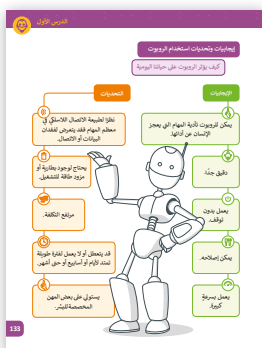 الدرس الأول
إيجابيات وتحديات استخدام الروبوت
كيف يؤثر الروبوت على حياتنا اليومية
الإيجابيات
يمكن للروبوت تأدية المهام التي يعجز
الإنسان عن أدائها.
دقيق جدًا.
يعمل بدون
توقف.
يمكن إصلاحه.
يعمل بسرعةٍ
كبيرة.
التحديات
نظرًا لطبيعة الاتصال اللاسلكي في
معظم المهام فقد يتعرض لفقدان
البيانات أو الاتصال.
يحتاج لوجود بطارية أو
مزود طاقة للتشغيل.
مرتفع التكلفة.
قد يتعطل أو لا يعمل لفترة طويلة
تمتد لأيام أو أسابيع أو حتى أشهر.
يستولي على بعض المهن
المخصصة للبشر.
133